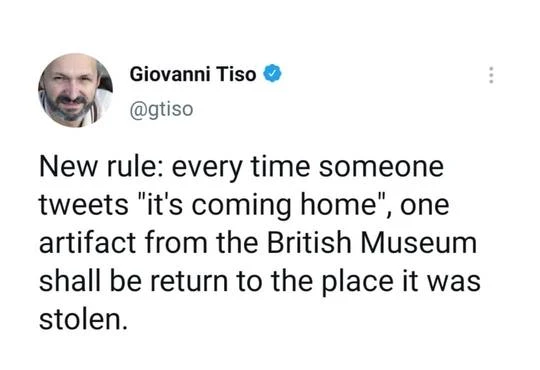 Giovanni Tiso
@gtiso
New rule: every time someone
tweets "it's coming home", one
artifact from the British Museum
shall be return to the place it was
stolen.